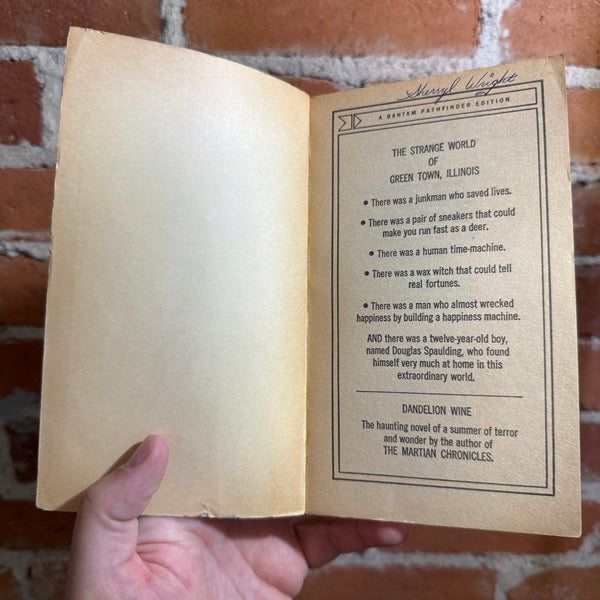 Sherryl Wright
A BANTAM PATHFINDER EDITION
THE STRANGE WORLD
OF
GREEN TOWN, ILLINOIS
• There was a junkman who saved lives.
• There was a pair of sneakers that could
make you run fast as a deer.
• There was a human time-machine.
• There was a wax witch that could tell
real fortunes.
• There was a man who almost wrecked
happiness by building a happiness machine.
AND there was a twelve-year-old boy,
named Douglas Spaulding, who found
himself very much at home in this
extraordinary world.
DANDELION WINE
The haunting novel of a summer of terror
and wonder by the author of
THE MARTIAN CHRONICLES.